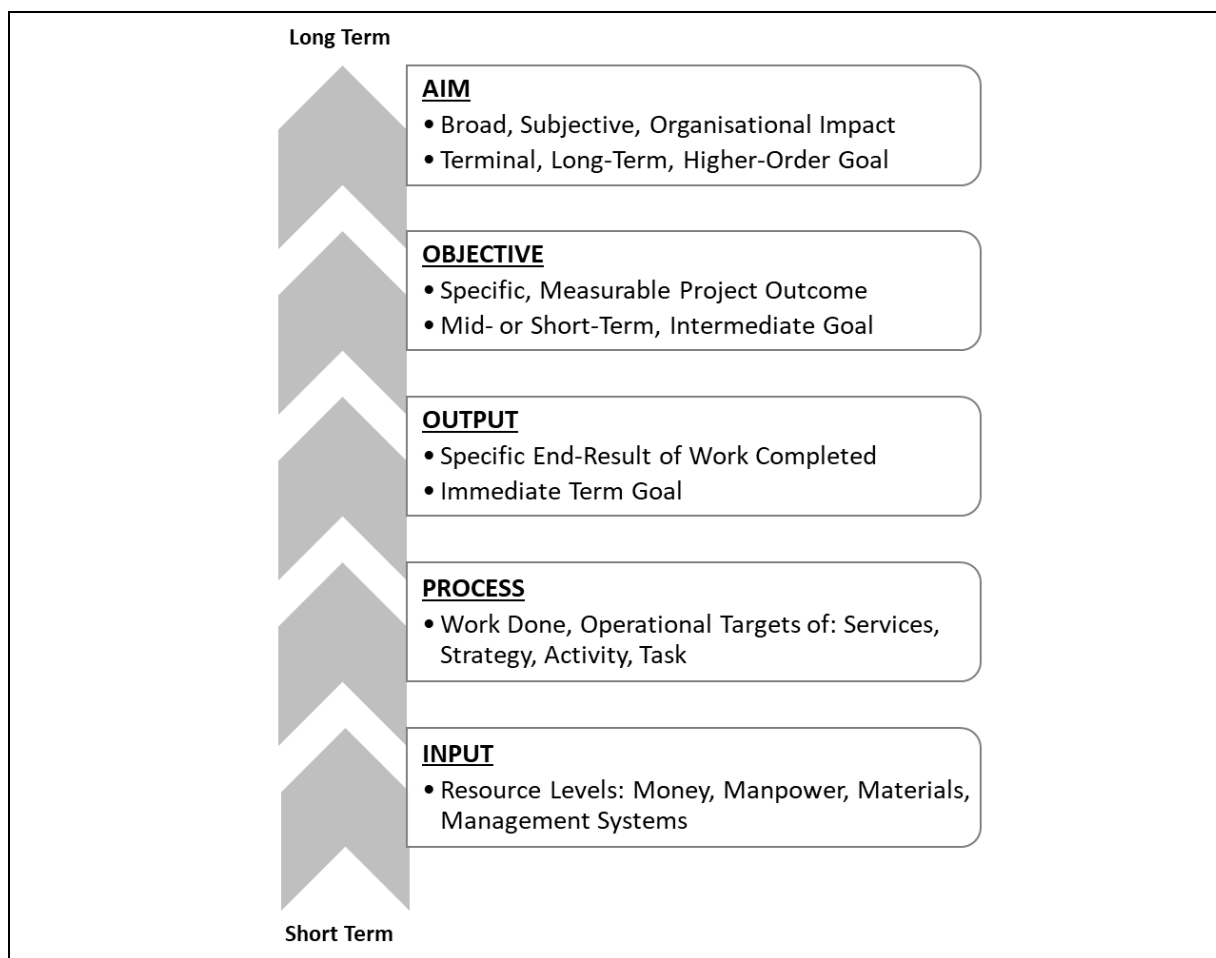 Long Term
AIM
• Broad, Subjective, Organisational Impact
• Terminal, Long-Term, Higher-Order Goal
OBJECTIVE
• Specific, Measurable Project Outcome
• Mid- or Short-Term, Intermediate Goal
OUTPUT
• Specific End-Result of Work Completed
• Immediate Term Goal
PROCESS
• Work Done, Operational Targets of: Services,
Strategy, Activity, Task
INPUT
• Resource Levels: Money, Manpower, Materials,
Management Systems
Short Term